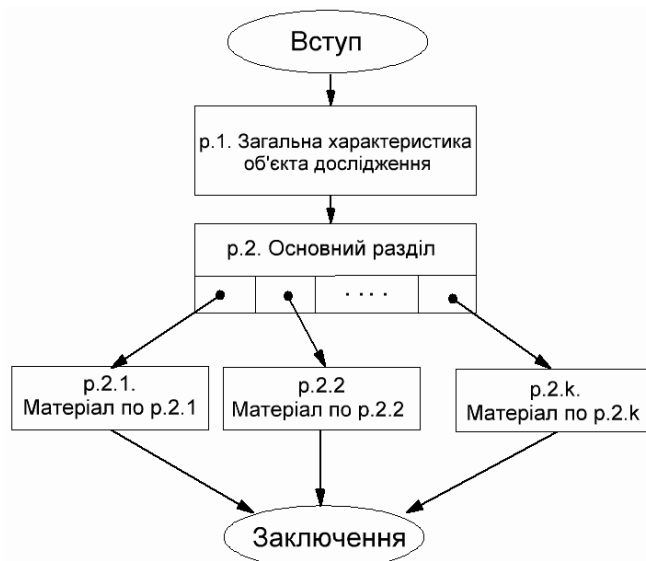 Вступ
р.1. Загальна характеристика
об'єкта дослідження
р.2. Основний разділ
. . . .
р.2.1.
Матеріал по р.2.1
р.2.2
Матеріал по р.2.2
р.2.k.
Матеріал по р.2.k
Заключення